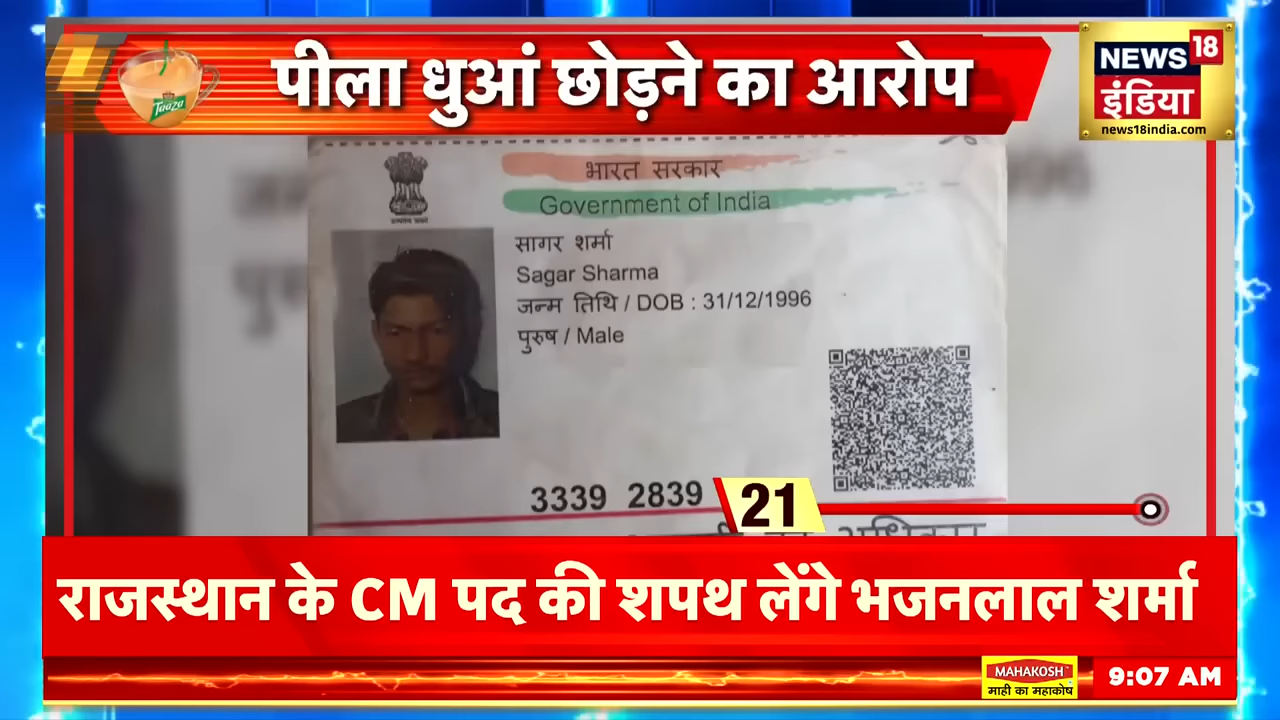 पीला धुआं छोड़ने का आरोप
Taaza
NEWS 18
इंडिया
news18india.com
भारत सरकार
Government of India
सागर शर्मा
Sagar Sharma
जन्म तिथि / DOB : 31/12/1996
पुरुष / Male
3339 2839
21
राजस्थान के CM पद की शपथ लेंगे भजनलाल शर्मा
MAHAKOSH
माही का महाकोष
9:07 AM